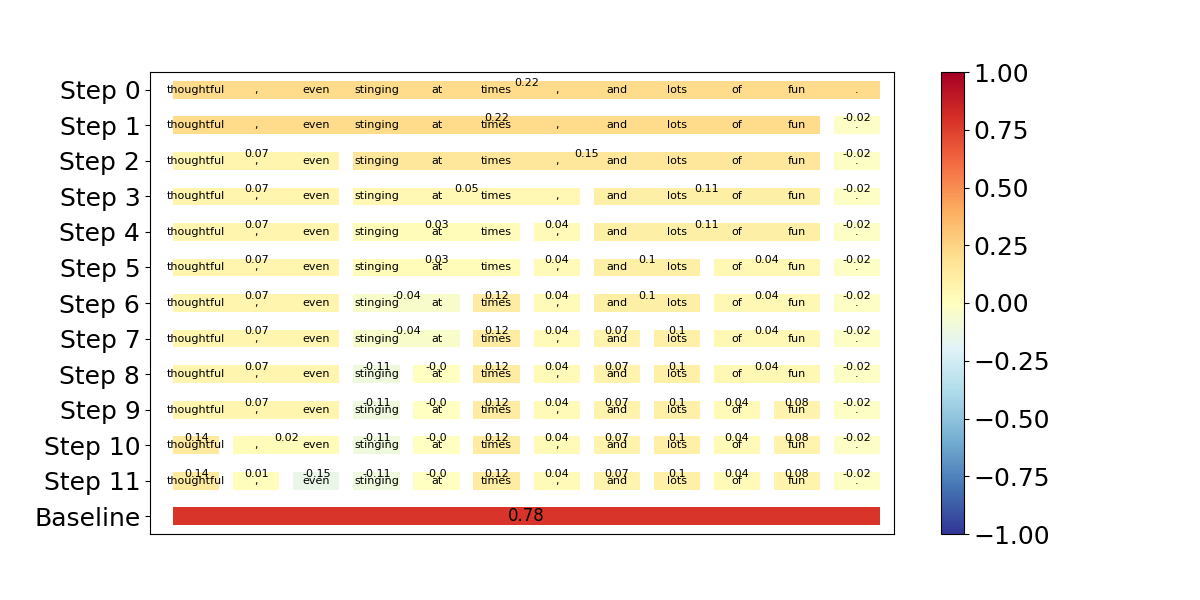 0.22
Step 0 thoughtful , even stinging at times , and lots of fun . 1.00
0.22 -0.02
Step 1 thoughtful , even stinging at times , and lots of fun . 0.75
0.07 0.15 -0.02
Step 2 thoughtful , even stinging at times , and lots of fun .
0.07 0.05 0.11 -0.02
Step 3 thoughtful , even stinging at times , and lots of fun . 0.50
0.07 0.03 0.04 0.11 -0.02
Step 4 thoughtful , even stinging at times , and lots of fun . 0.25
0.07 0.03 0.04 0.1 0.04 -0.02
Step 5 thoughtful , even stinging at times , and lots of fun .
0.07 -0.04 0.12 0.04 0.1 0.04 -0.02
Step 6 thoughtful , even stinging at times , and lots of fun . 0.00
0.07 -0.04 0.12 0.04 0.07 0.1 0.04 -0.02
Step 7 thoughtful , even stinging at times , and lots of fun . −0.25
0.07 -0.11 -0.0 0.12 0.04 0.07 0.1 0.04 -0.02
Step 8 thoughtful , even stinging at times , and lots of fun .
0.07 -0.11 -0.0 0.12 0.04 0.07 0.1 0.04 0.08 -0.02
Step 9 thoughtful , even stinging at times , and lots of fun . −0.50
0.14 0.02 -0.11 -0.0 0.12 0.04 0.07 0.1 0.04 0.08 -0.02
Step 10 thoughtful , even stinging at times , and lots of fun .
0.14 0.01 -0.15 -0.11 -0.0 0.12 0.04 0.07 0.1 0.04 0.08 -0.02
Step 11 thoughtful , even stinging at times , and lots of fun . −0.75
Baseline 0.78 −1.00